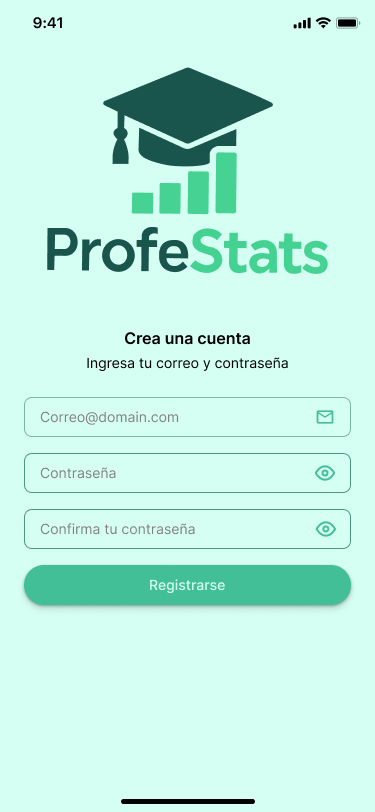 9:41
ProfeStats
Crea una cuenta
Ingresa tu correo y contraseña
Correo@domain.com
Contraseña
Confirma tu contraseña
Registrarse